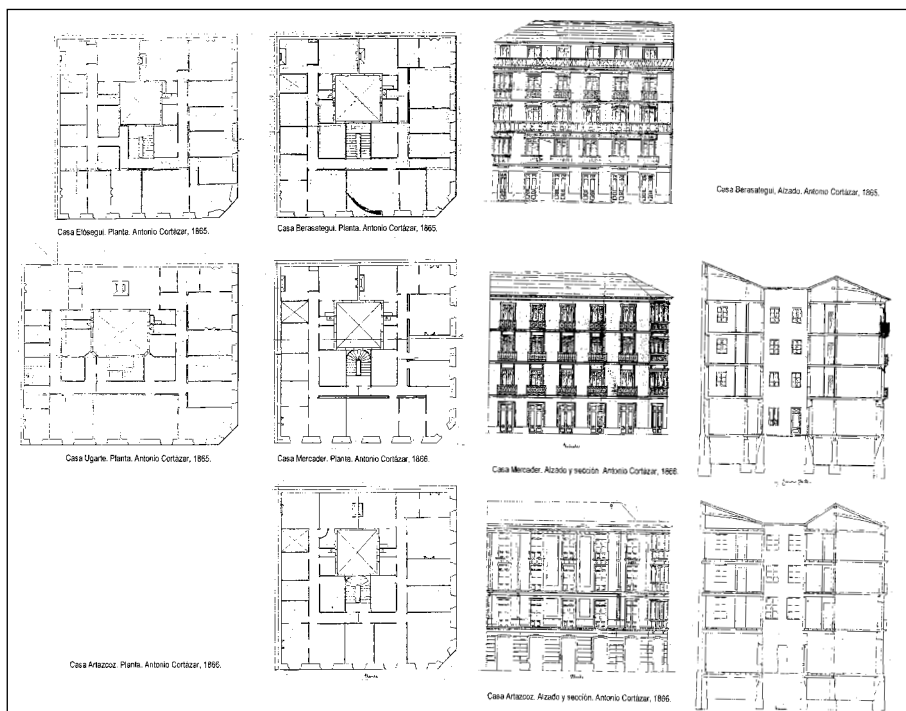 Casa Elósegui. Planta. Antonio Cortázar, 1865.
Casa Berasategui. Planta. Antonio Cortázar, 1865.
Casa Berasategui, Alzado. Antonio Cortázar, 1865.
Casa Ugarte. Planta. Antonio Cortázar, 1865.
Casa Mercader. Planta. Antonio Cortázar, 1866.
Casa Mercader. Alzado y sección. Antonio Cortázar, 1866.
Casa Artazcoz. Planta. Antonio Cortázar, 1866.
Casa Artazcoz. Alzado y sección. Antonio Cortázar, 1866.